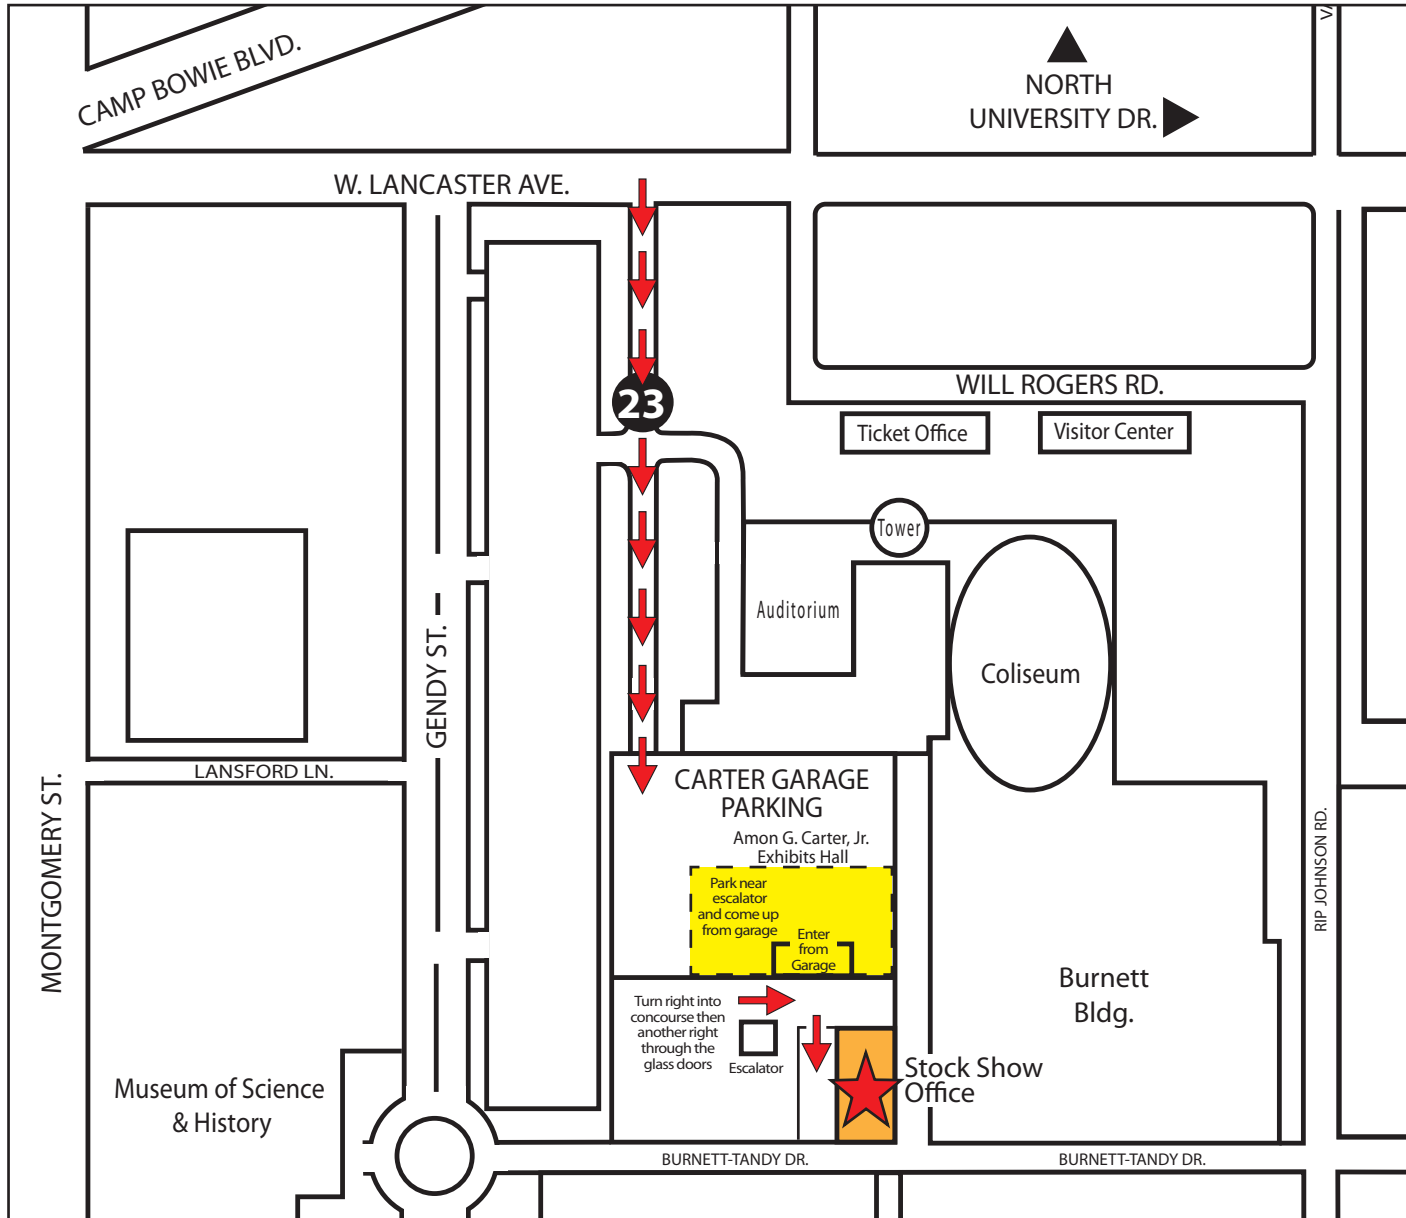 CAMP BOWIE BLVD.
NORTH
UNIVERSITY DR.
W. LANCASTER AVE.
WILL ROGERS RD.
23
Ticket Office
Visitor Center
Tower
Auditorium
Coliseum
GENDY ST.
LANSFORD LN.
MONTGOMERY ST.
CARTER GARAGE
PARKING
Amon G. Carter, Jr.
Exhibits Hall
Park near
escalator
and come up
from garage
Enter
from
Garage
RIP JOHNSON RD.
Burnett
Bldg.
Turn right into
concourse then
another right
through the
glass doors
Escalator
Stock Show
Office
Museum of Science
& History
BURNETT-TANDY DR.
BURNETT-TANDY DR.